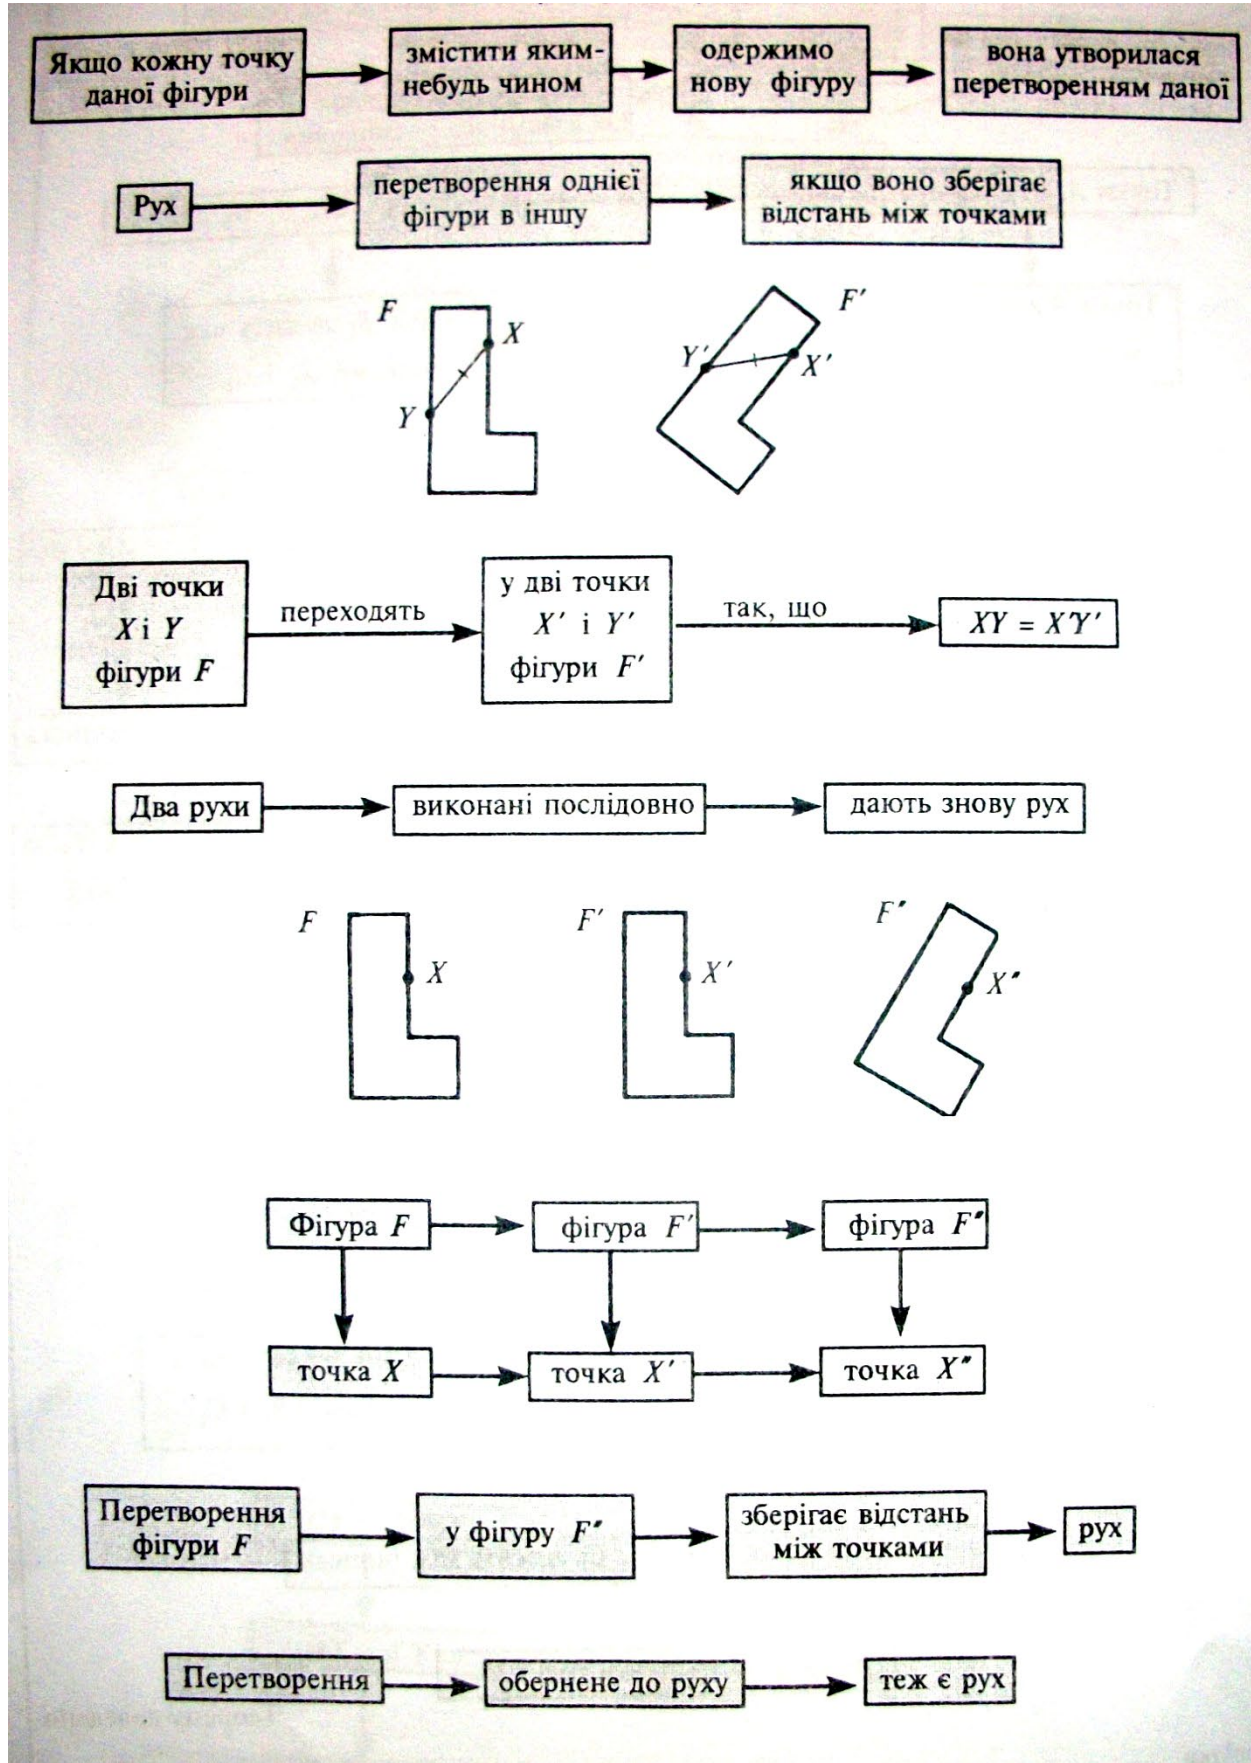 Якщо кожну точку
даної фігури
змістити яким-
небудь чином
одержимо
нову фігуру
вона утворилася
перетворенням даної
Рух
перетворення однієї
фігури в іншу
якщо воно зберігає
відстань між точками
F
X
Y
F′
Y′
X′
Дві точки
X і Y
фігури F
переходять
у дві точки
X′ і Y′
фігури F′
так, що
XY = X′Y′
Два рухи
виконані послідовно
дають знову рух
F
X
F′
X′
F″
X″
Фігура F
фігура F′
фігура F″
точка X
точка X′
точка X″
Перетворення
фігури F
у фігуру F″
зберігає відстань
між точками
рух
Перетворення
обернене до руху
теж є рух